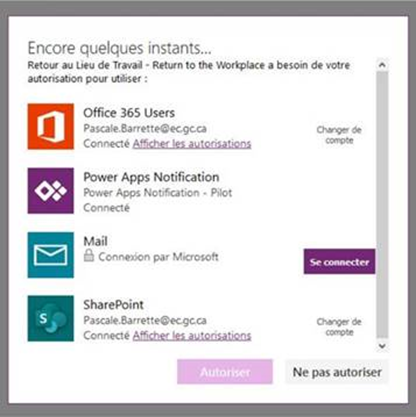 Encore quelques instants...
Retour au Lieu de Travail - Return to the Workplace a besoin de votre
autorisation pour utiliser :
Office 365 Users
Pascale.Barrette@ec.gc.ca
Connecté Afficher les autorisations
Changer de
compte
Power Apps Notification
Power Apps Notification - Pilot
Connecté
Mail
Connexion par Microsoft
Se connecter
SharePoint
Pascale.Barrette@ec.gc.ca
Connecté Afficher les autorisations
Changer de
compte
Autoriser
Ne pas autoriser